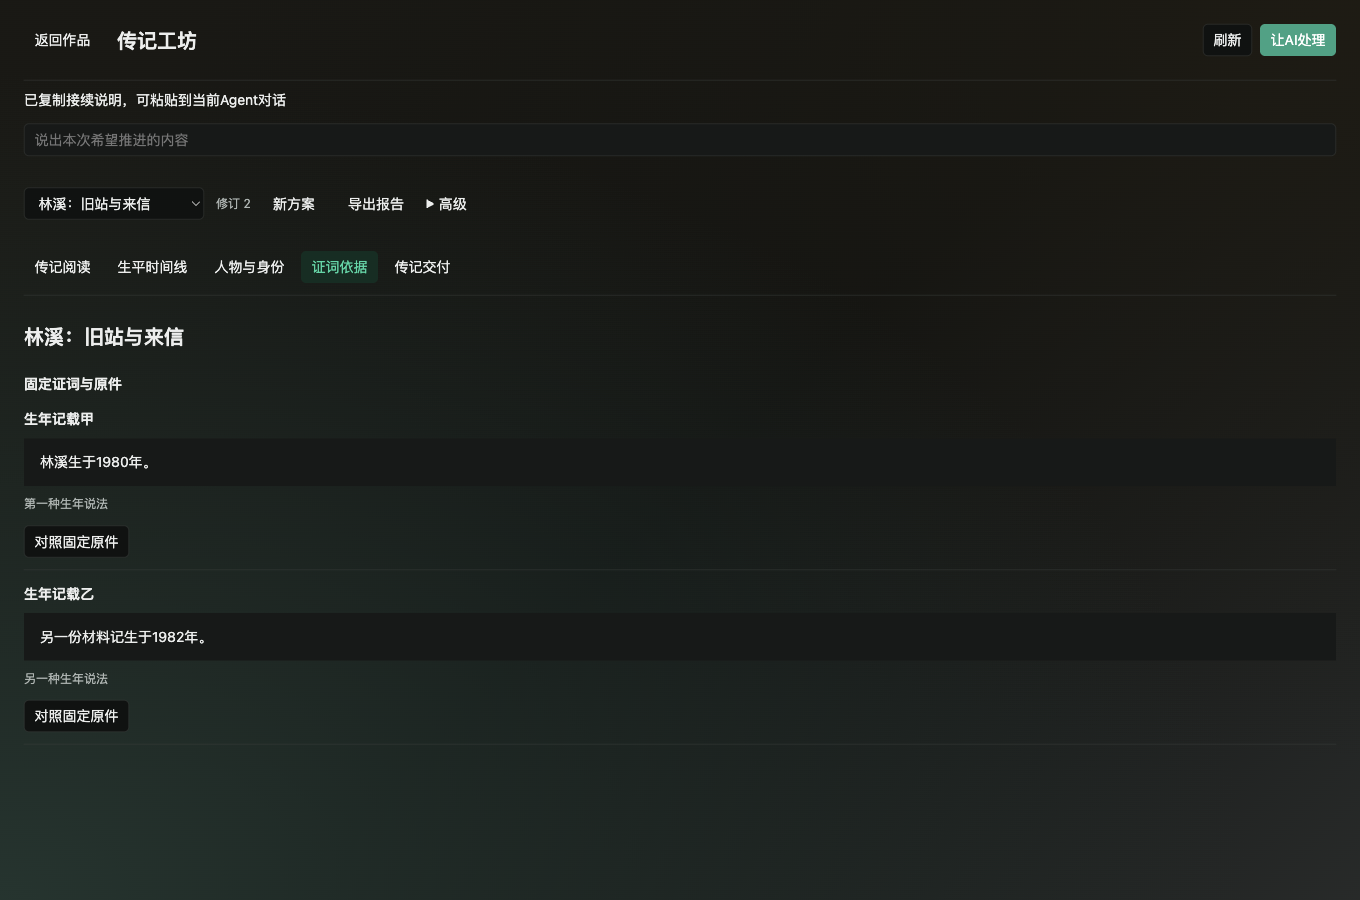 返回作品 传记工坊 刷新 让AI处理
已复制接续说明，可粘贴到当前Agent对话
说出本次希望推进的内容
林溪：旧站与来信 修订 2 新方案 导出报告 ▶ 高级
传记阅读 生平时间线 人物与身份 证词依据 传记交付
林溪：旧站与来信
固定证词与原件
生年记载甲
林溪生于1980年。
第一种生年说法
对照固定原件
生年记载乙
另一份材料记生于1982年。
另一种生年说法
对照固定原件